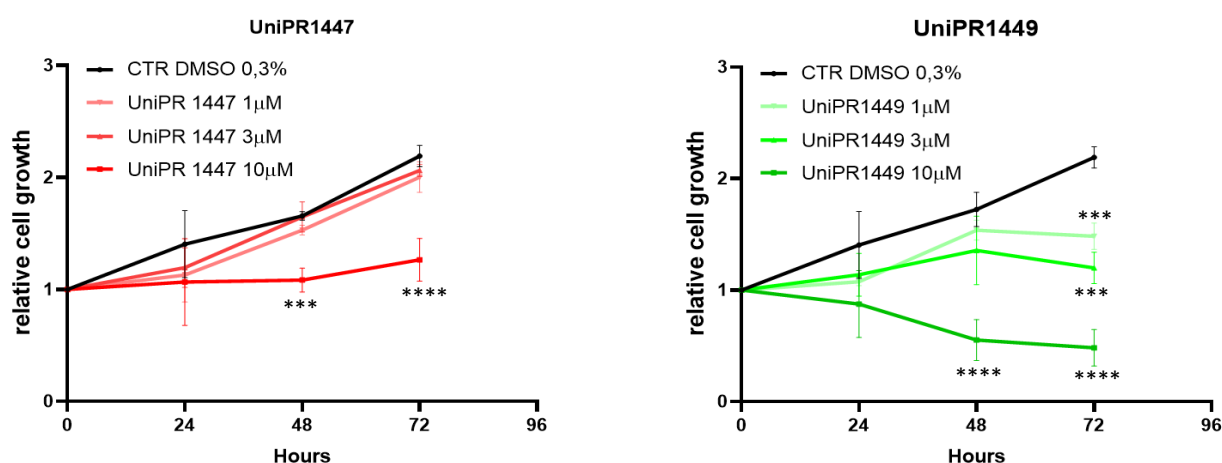 UniPR1447
3
2
1
0
relative cell growth
CTR DMSO 0,3%
UniPR 1447 1μM
UniPR 1447 3μM
UniPR 1447 10μM
***
****
0 24 48 72 96
Hours
UniPR1449
3
2
1
0
relative cell growth
CTR DMSO 0,3%
UniPR1449 1μM
UniPR1449 3μM
UniPR1449 10μM
***
***
**** ****
0 24 48 72 96
Hours